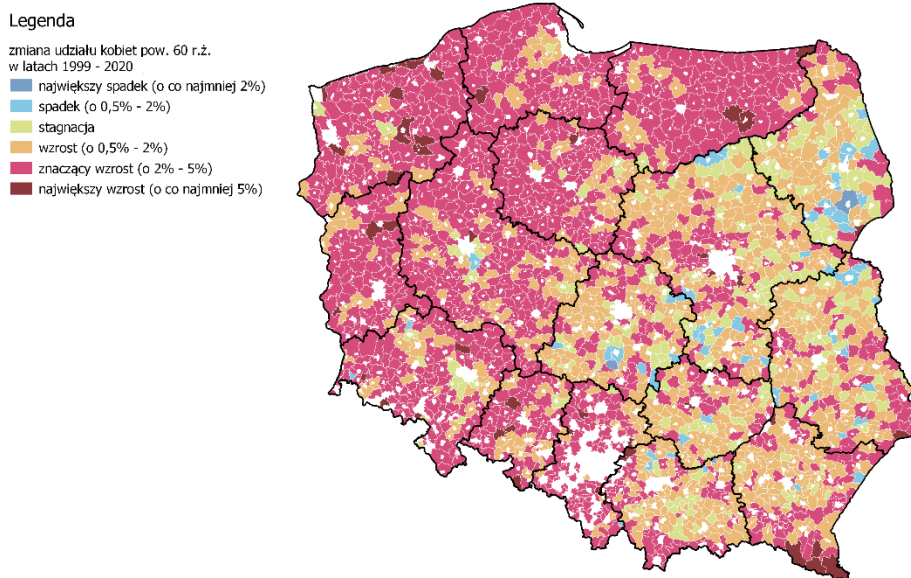 Legenda
zmiana udziału kobiet pow. 60 r.ż.
w latach 1999 - 2020
największy spadek (o co najmniej 2%)
spadek (o 0,5% - 2%)
stagnacja
wzrost (o 0,5% - 2%)
znaczący wzrost (o 2% - 5%)
największy wzrost (o co najmniej 5%)